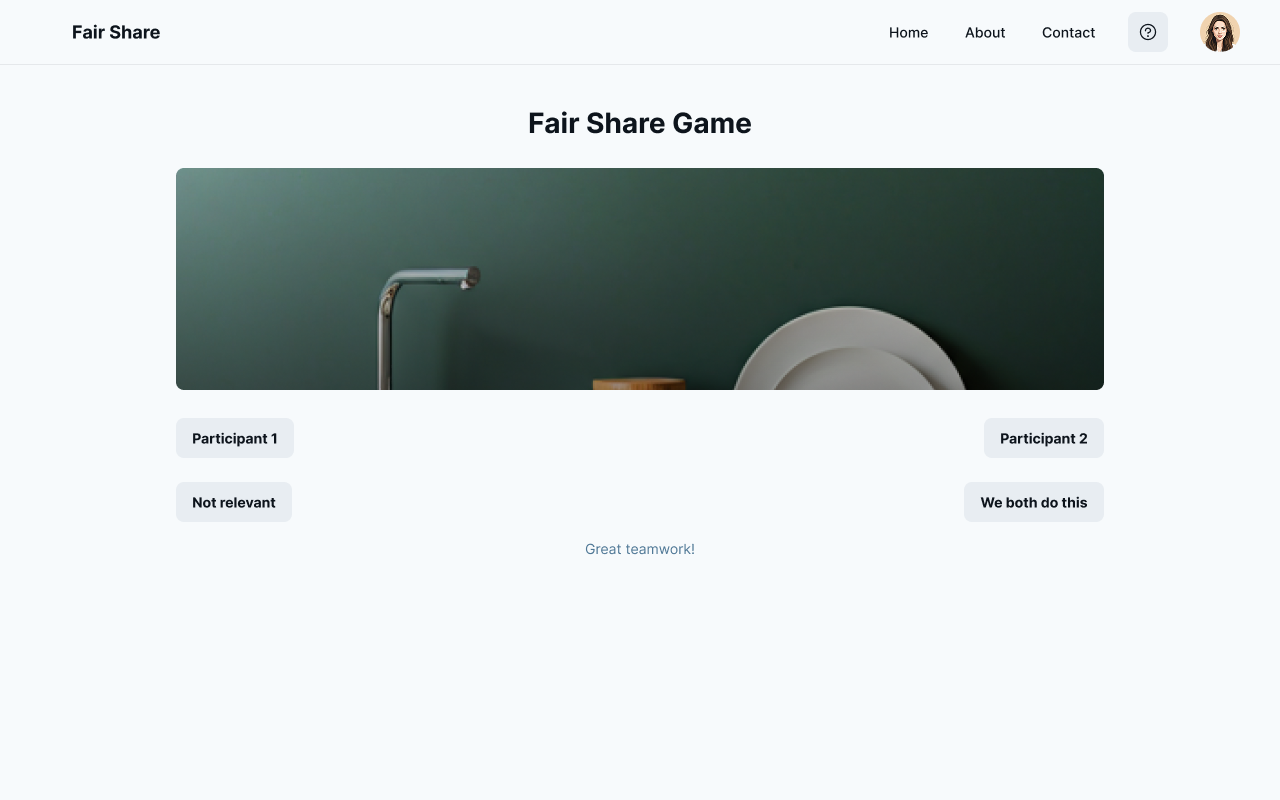 Fair Share
Home About Contact
Fair Share Game
Participant 1
Participant 2
Not relevant
We both do this
Great teamwork!